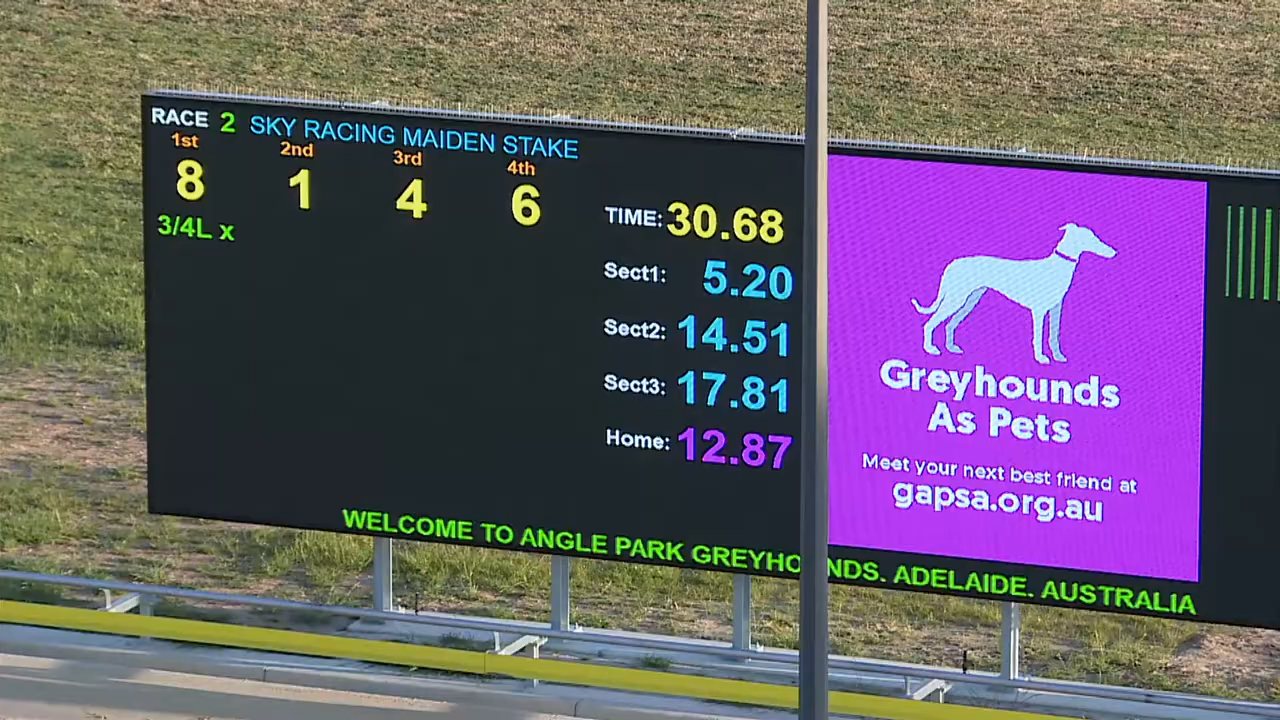 RACE 2 SKY RACING MAIDEN STAKE
1st 2nd 3rd 4th
8 1 4 6
3/4L x
TIME: 30.68
Sect1: 5.20
Sect2: 14.51
Sect3: 17.81
Home: 12.87
Greyhounds
As Pets
Meet your next best friend at
gapsa.org.au
WELCOME TO ANGLE PARK GREYHOUNDS. ADELAIDE. AUSTRALIA